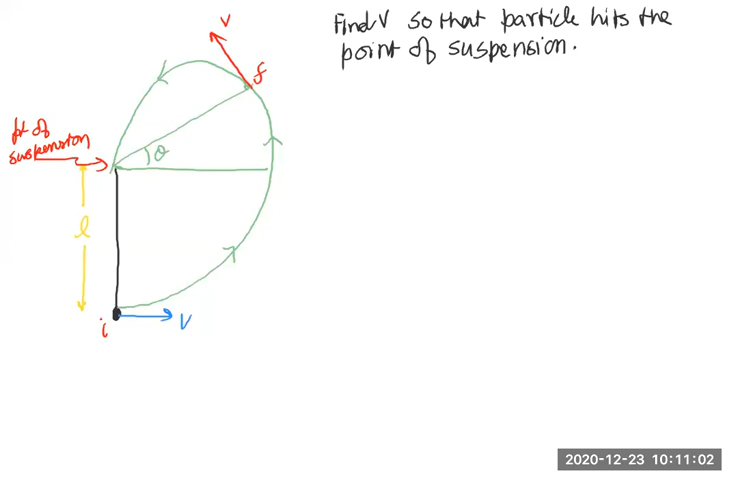 Find V so that particle hits the
point of suspension.
v
f
pt of
suspension
θ
l
i
V
2020-12-23 10:11:02